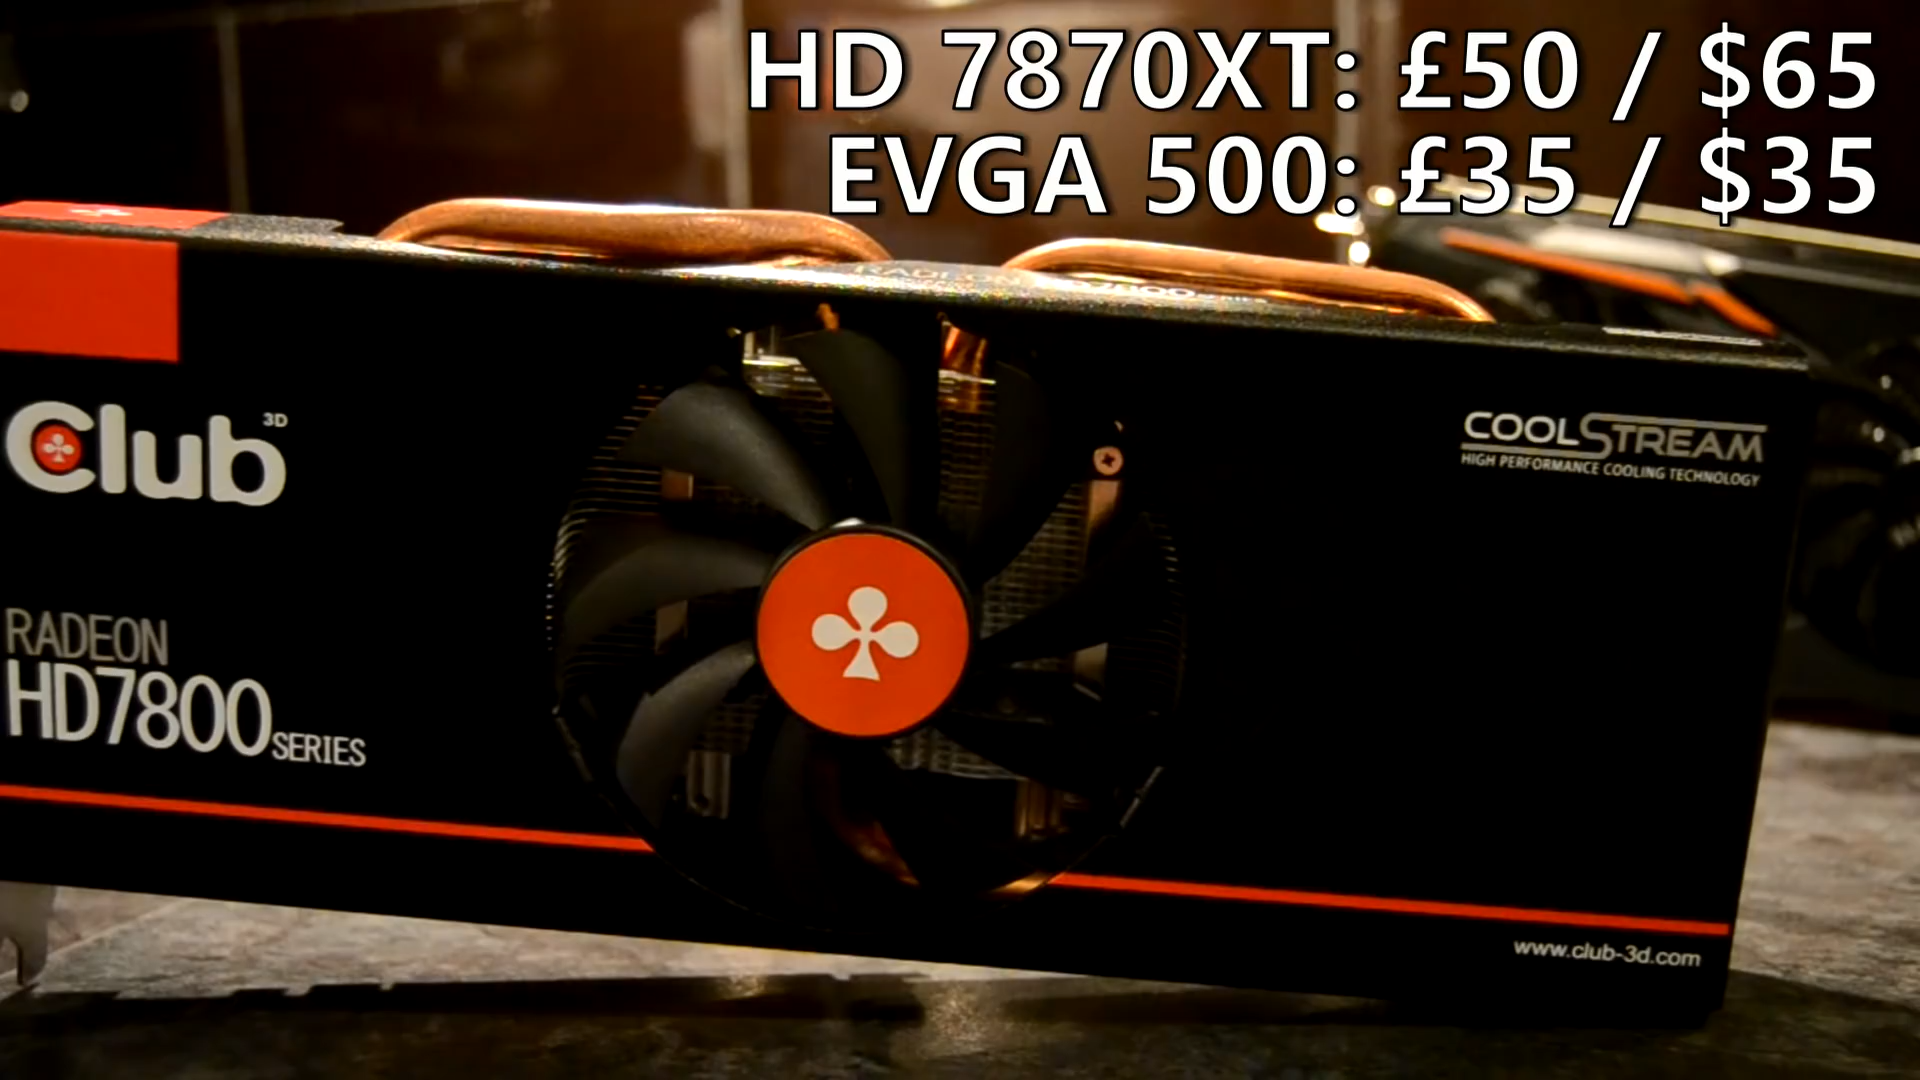 HD 7870XT: £50 / $65
EVGA 500: £35 / $35
RADEON
Club 3D
COOLSTREAM
HIGH PERFORMANCE COOLING TECHNOLOGY
RADEON
HD7800 SERIES
www.club-3d.com